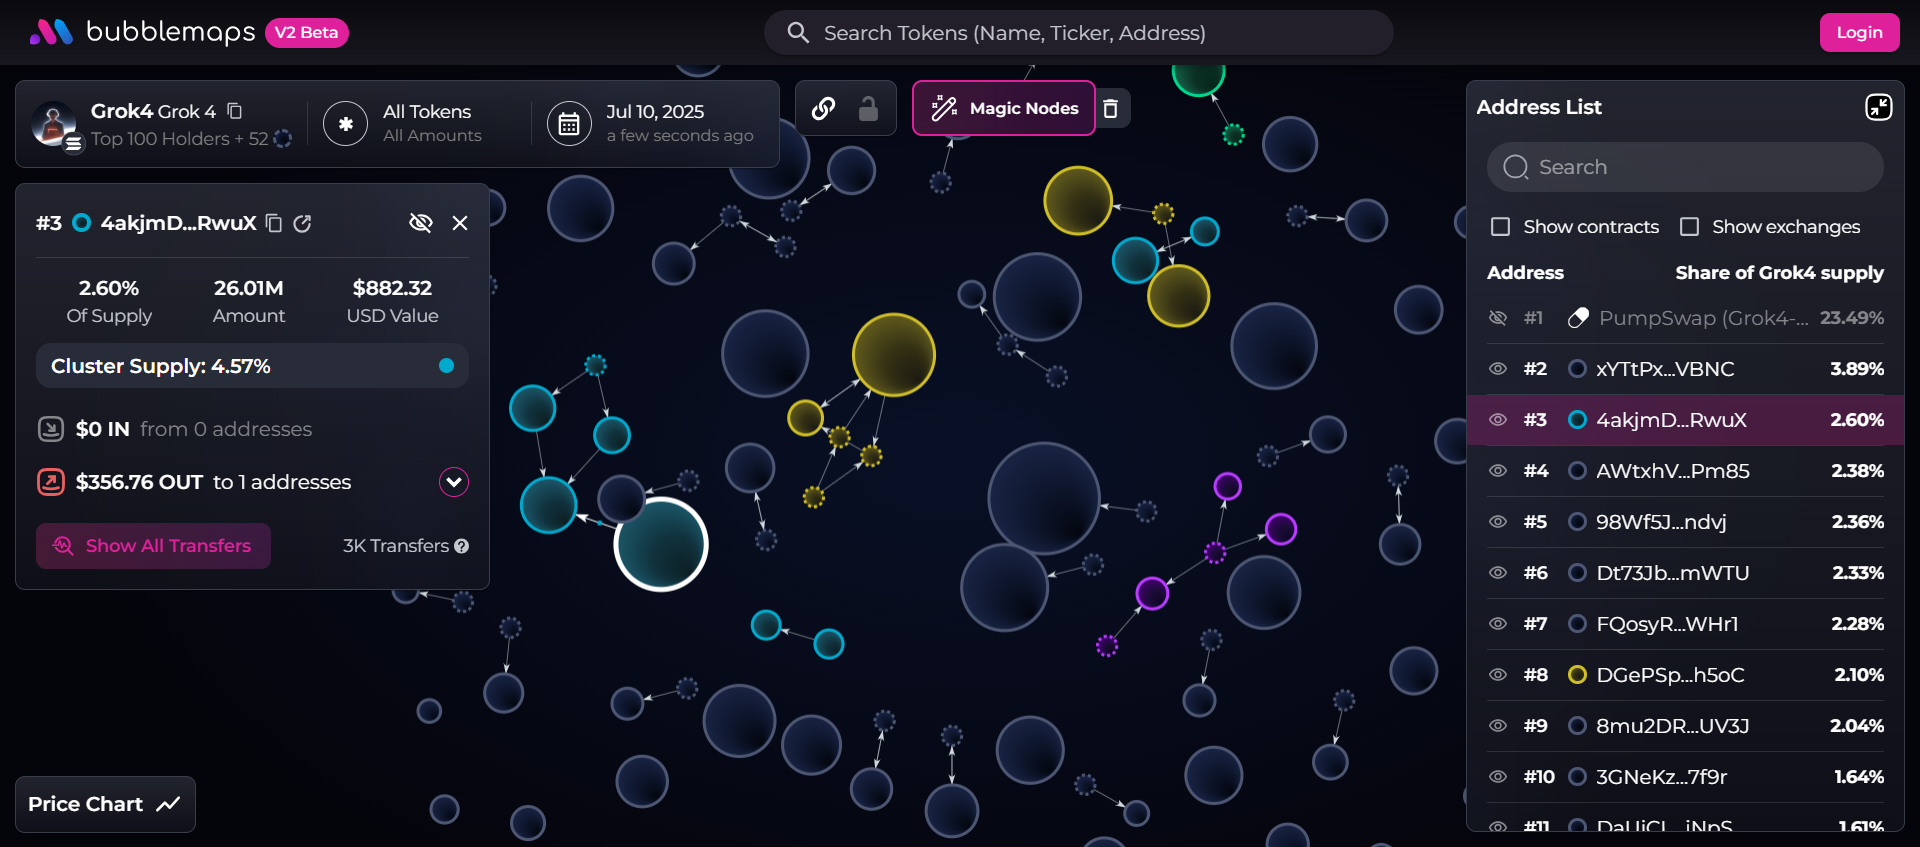 bubblemaps V2 Beta
Search Tokens (Name, Ticker, Address)
Login
Grok4 Grok 4
Top 100 Holders + 52
All Tokens
All Amounts
Jul 10, 2025
a few seconds ago
Magic Nodes
#3 4akjmD...RwuX
2.60% 26.01M $882.32
Of Supply Amount USD Value
Cluster Supply: 4.57%
$0 IN from 0 addresses
$356.76 OUT to 1 addresses
Show All Transfers 3K Transfers ?
Price Chart
Address List
Search
Show contracts Show exchanges
Address Share of Grok4 supply
#1 PumpSwap (Grok4-... 23.49%
#2 xYTtPx...VBNC 3.89%
#3 4akjmD...RwuX 2.60%
#4 AWtxhV...Pm85 2.38%
#5 98Wf5J...ndvj 2.36%
#6 Dt73Jb...mWTU 2.33%
#7 FQosyR...WHr1 2.28%
#8 DGePSp...h5oC 2.10%
#9 8mu2DR...UV3J 2.04%
#10 3GNeKz...7f9r 1.64%
#11 1.61%